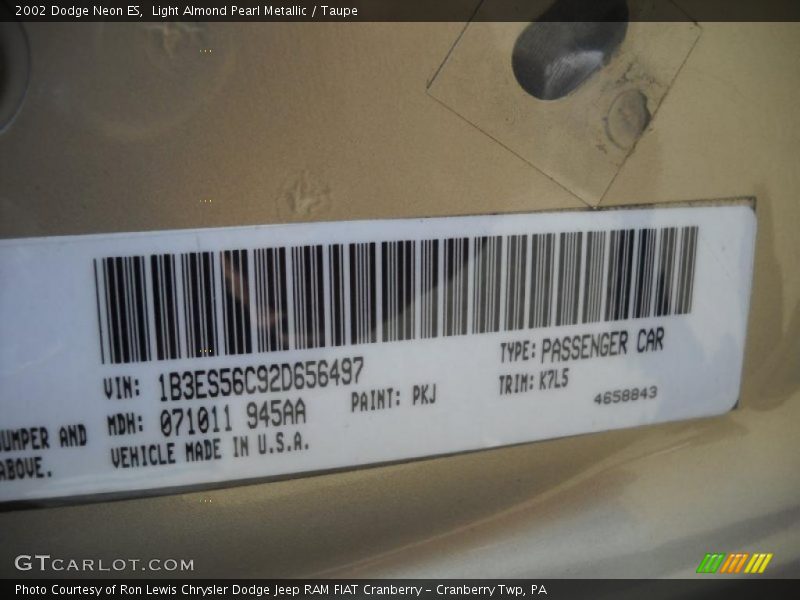 2002 Dodge Neon ES,  Light Almond Pearl Metallic / Taupe
VIN: 1B3ES56C92D656497
TYPE: PASSENGER CAR
MDH: 071011 945AA
PAINT: PKJ
TRIM: K7L5
4658843
UMPER AND
ABOVE.
VEHICLE MADE IN U.S.A.
GTCARLOT.COM
Photo Courtesy of Ron Lewis Chrysler Dodge Jeep RAM FIAT Cranberry – Cranberry Twp, PA